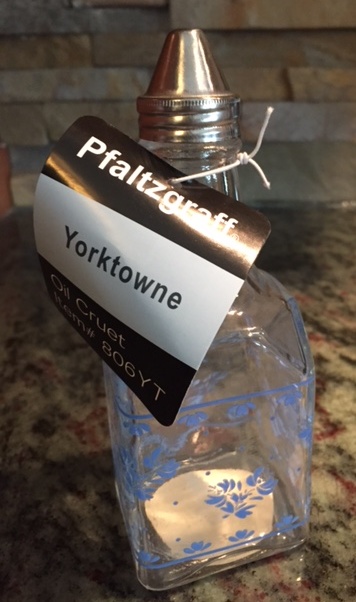 Pfaltzgraff
Yorktowne
Oil Cruet
Item# 806YT